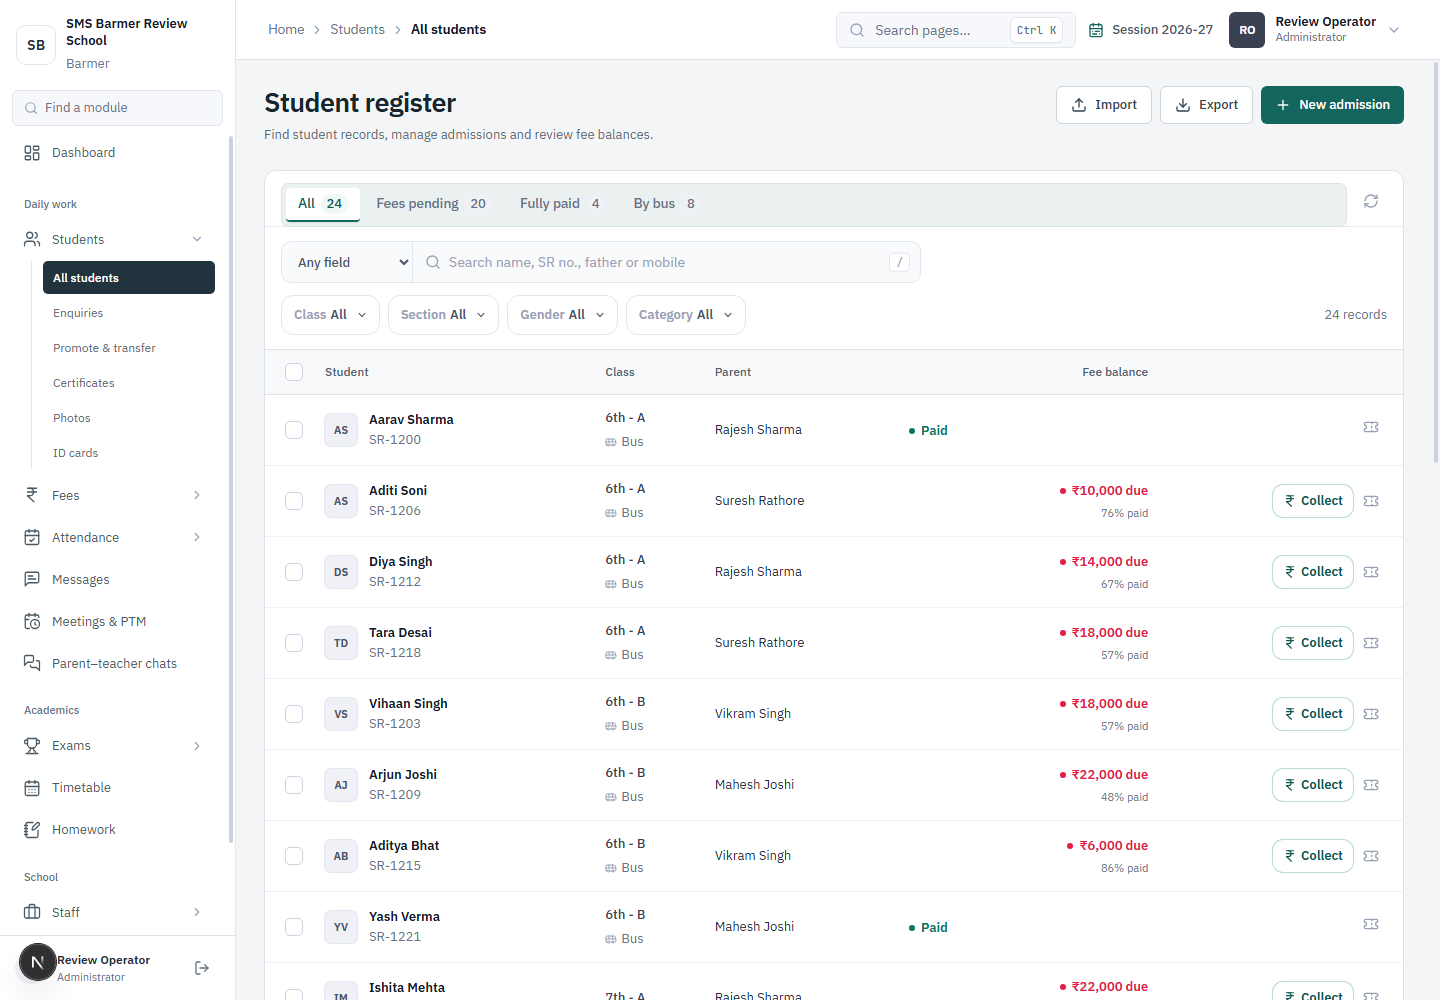 SMS Barmer Review
School
SB
Barmer
Find a module
Dashboard
Daily work
Students
All students
Enquiries
Promote & transfer
Certificates
Photos
ID cards
Fees
Attendance
Messages
Meetings & PTM
Parent–teacher chats
Academics
Exams
Timetable
Homework
School
Staff
N
Review Operator
Administrator
Home > Students > All students
Search pages... Ctrl K
Session 2026-27
RO
Review Operator
Administrator
Student register
Find student records, manage admissions and review fee balances.
Import
Export
+ New admission
All 24
Fees pending 20
Fully paid 4
By bus 8
Any field
Search name, SR no., father or mobile /
Class All
Section All
Gender All
Category All
24 records
Student Class Parent Fee balance
AS Aarav Sharma 6th - A Rajesh Sharma Paid
SR-1200 Bus
AS Aditi Soni 6th - A Suresh Rathore ₹10,000 due ₹ Collect
SR-1206 Bus 76% paid
DS Diya Singh 6th - A Rajesh Sharma ₹14,000 due ₹ Collect
SR-1212 Bus 67% paid
TD Tara Desai 6th - A Suresh Rathore ₹18,000 due ₹ Collect
SR-1218 Bus 57% paid
VS Vihaan Singh 6th - B Vikram Singh ₹18,000 due ₹ Collect
SR-1203 Bus 57% paid
AJ Arjun Joshi 6th - B Mahesh Joshi ₹22,000 due ₹ Collect
SR-1209 Bus 48% paid
AB Aditya Bhat 6th - B Vikram Singh ₹6,000 due ₹ Collect
SR-1215 Bus 86% paid
YV Yash Verma 6th - B Mahesh Joshi Paid
SR-1221 Bus
IM Ishita Mehta 7th - A Rajesh Sharma ₹22,000 due ₹ Collect